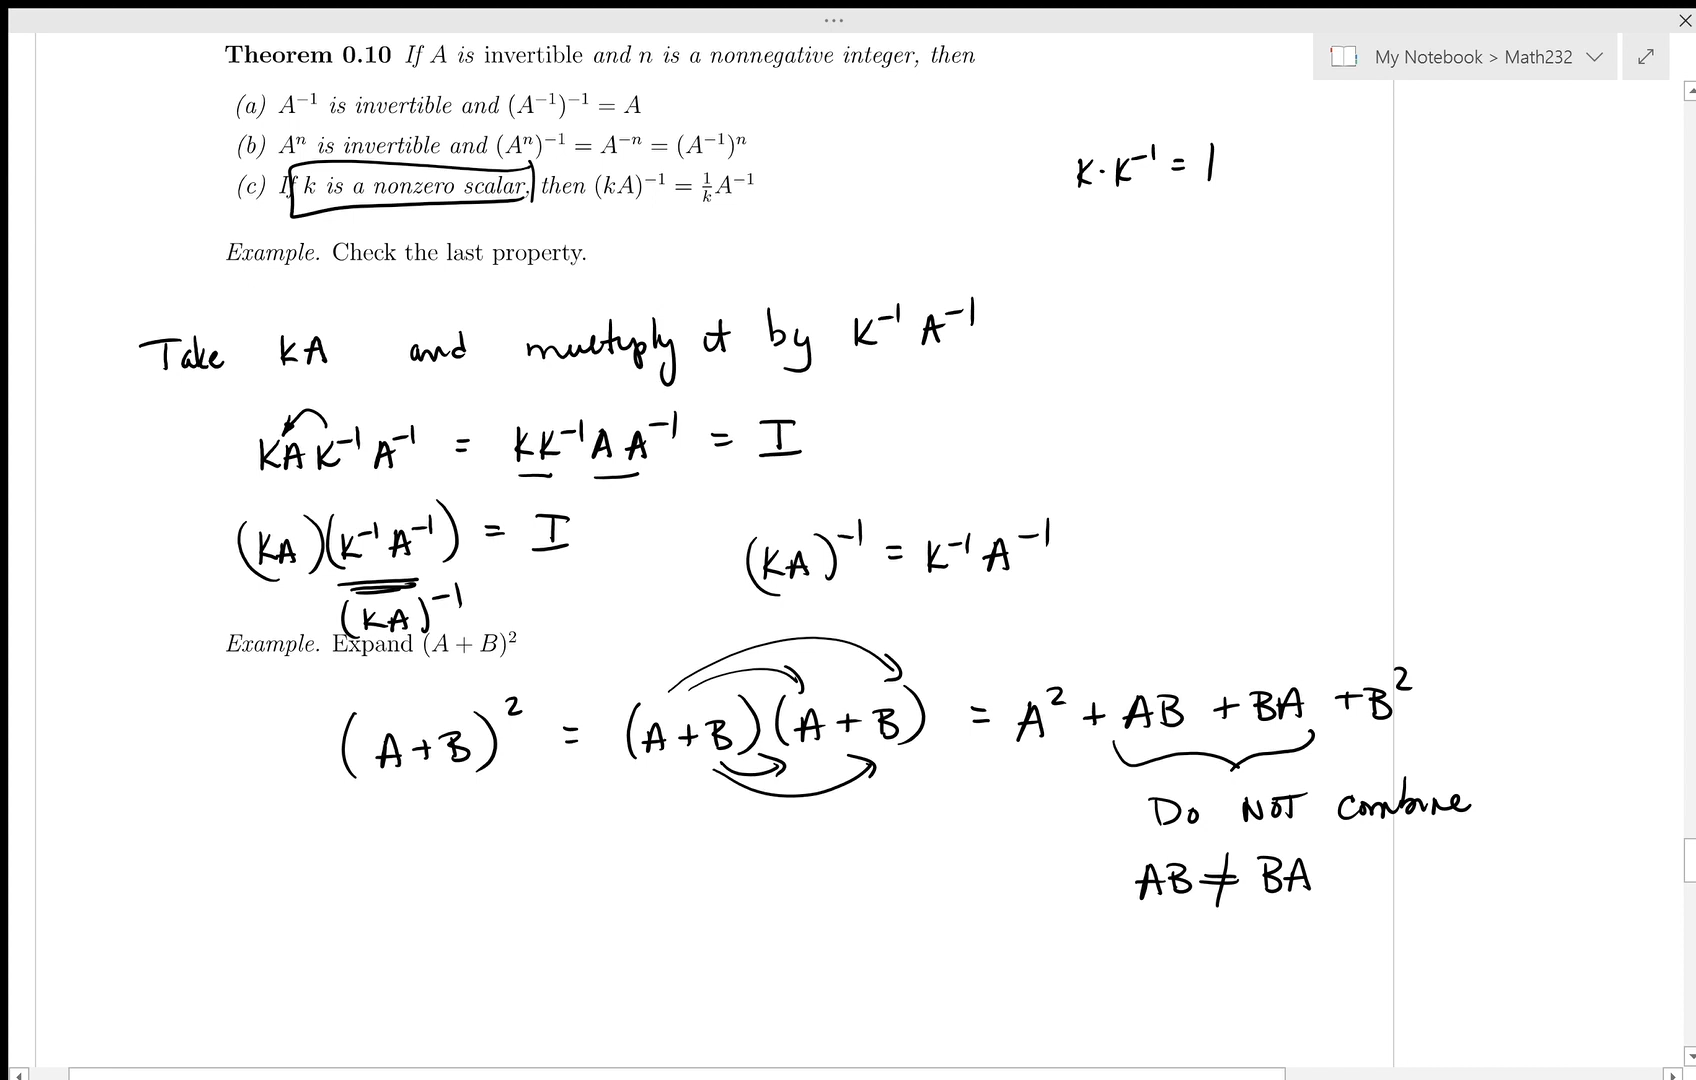 ...
My Notebook > Math232
Theorem 0.10 If A is invertible and n is a nonnegative integer, then
(a) A⁻¹ is invertible and (A⁻¹)⁻¹ = A
(b) Aⁿ is invertible and (Aⁿ)⁻¹ = A⁻ⁿ = (A⁻¹)ⁿ
(c) If k is a nonzero scalar, then (kA)⁻¹ = 1/k A⁻¹
K · K⁻¹ = 1
Example. Check the last property.
Take KA and multiply it by K⁻¹ A⁻¹
KAK⁻¹A⁻¹ = KK⁻¹AA⁻¹ = I
(KA)(K⁻¹A⁻¹) = I
(KA)⁻¹
(KA)⁻¹ = K⁻¹A⁻¹
Example. Expand (A + B)²
(A+B)² = (A+B)(A+B) = A² + AB + BA + B²
Do NOT combine
AB ≠ BA